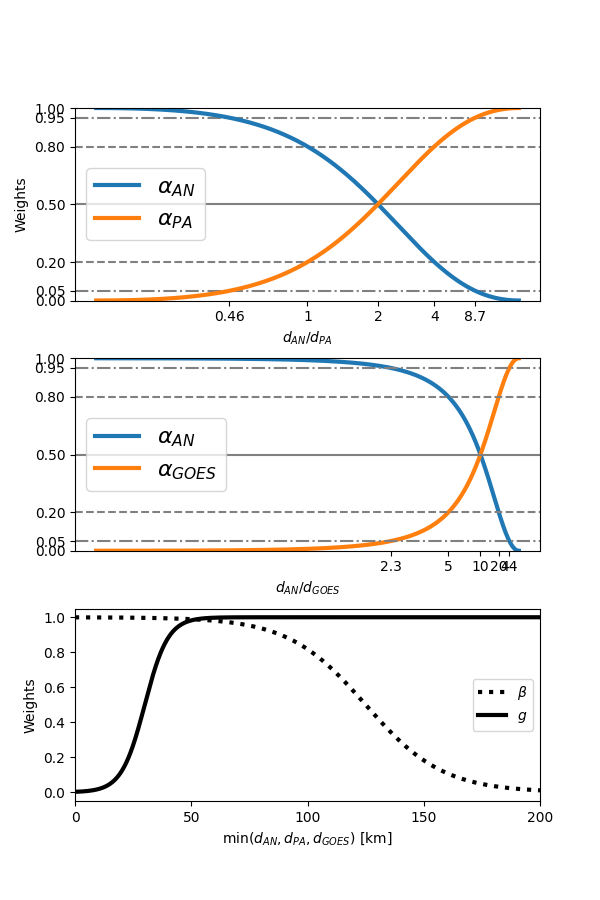 1.00
0.95
0.80
0.50
0.20
0.05
0.00
Weights
α_AN
α_PA
0.46 1 2 4 8.7
d_AN/d_PA
1.00
0.95
0.80
0.50
0.20
0.05
0.00
α_AN
α_GOES
2.3 5 10 20 44
d_AN/d_GOES
1.0
0.8
0.6
0.4
0.2
0.0
Weights
β
g
0 50 100 150 200
min(d_AN, d_PA, d_GOES) [km]